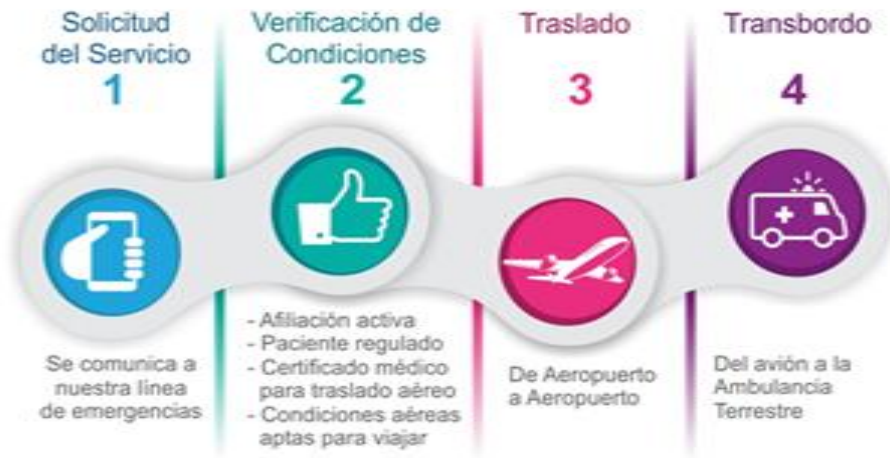 Solicitud
del Servicio
1
Se comunica a
nuestra línea
de emergencias
Verificación de
Condiciones
2
- Afiliación activa
- Paciente regulado
- Certificado médico
para traslado aéreo
- Condiciones aéreas
aptas para viajar
Traslado
3
De Aeropuerto
a Aeropuerto
Transbordo
4
Del avión a la
Ambulancia
Terrestre